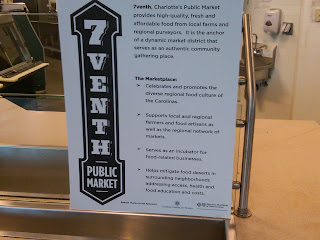 7VENTH
PUBLIC
MARKET
7venth, Charlotte's Public Market
provides high-quality, fresh and
affordable food from local farms and
regional purveyors. It is the anchor
of a dynamic market district that
serves as an authentic community
gathering place.
The Marketplace:
➤ Celebrates and promotes the
diverse regional food culture of
the Carolinas.
➤ Supports local and regional
farmers and food artisans as
well as the regional network of
markets.
➤ Serves as an incubator for
food-related businesses.
➤ Helps mitigate food deserts in
surrounding neighborhoods
addressing access, health and
food education and costs.